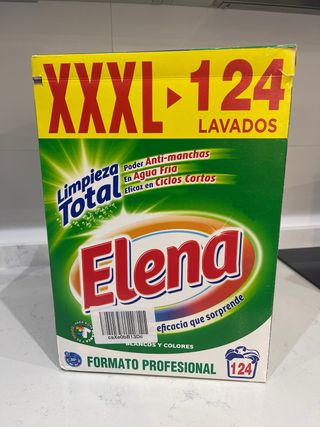 XXXL ▸ 124
LAVADOS
Limpieza
Total
Poder Anti-manchas
En Agua Fría
Eficaz en Ciclos Cortos
Elena
eficacia que sorprende
BLANCOS Y COLORES
FORMATO PROFESIONAL
124